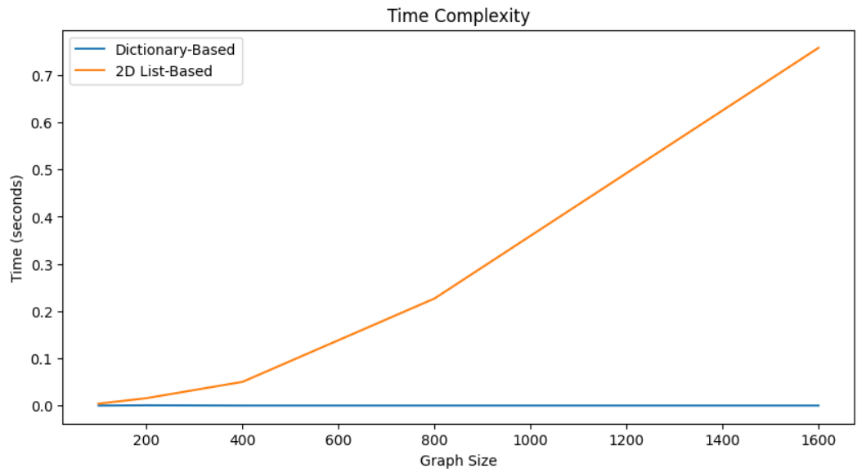 Time Complexity
Dictionary-Based
2D List-Based
0.7
0.6
0.5
0.4
0.3
0.2
0.1
0.0
Time (seconds)
200 400 600 800 1000 1200 1400 1600
Graph Size